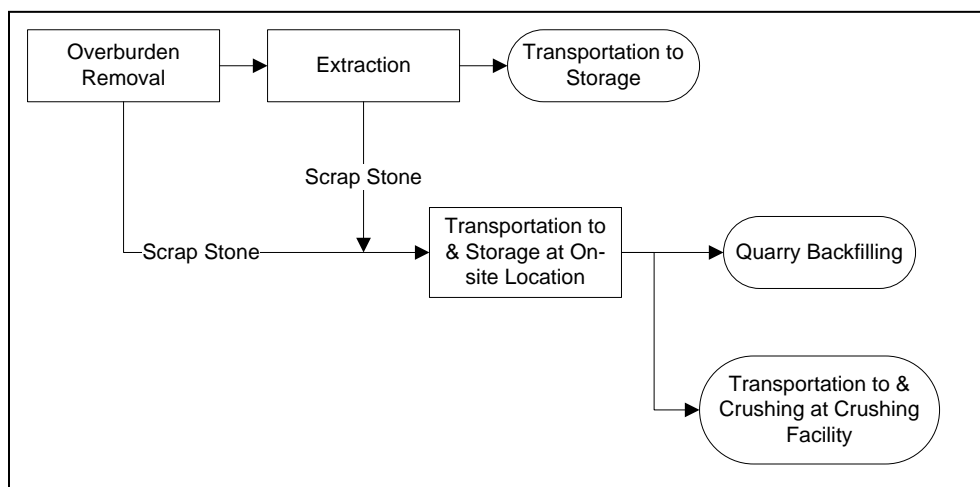 Overburden
Removal
Extraction
Transportation to
Storage
Scrap Stone
Scrap Stone
Transportation to
& Storage at On-
site Location
Quarry Backfilling
Transportation to &
Crushing at Crushing
Facility